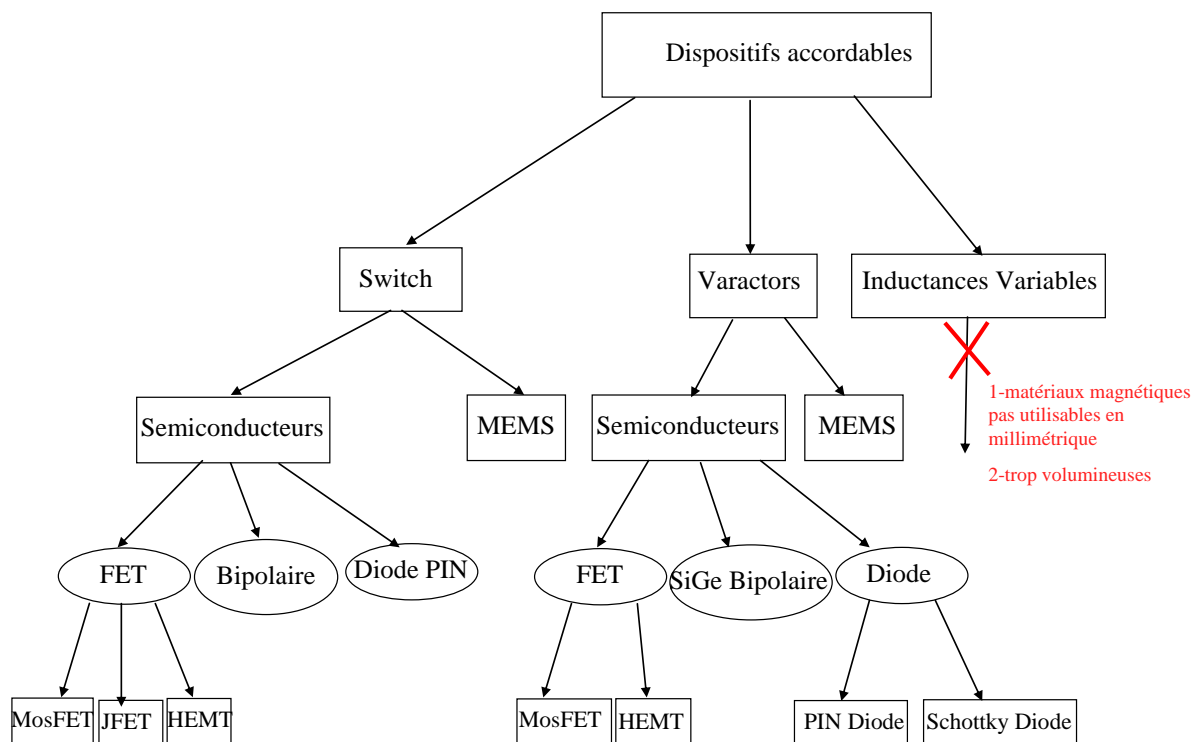 Dispositifs accordables
Switch
Varactors
Inductances Variables
1-matériaux magnétiques
pas utilisables en
millimétrique
2-trop volumineuses
Semiconducteurs
MEMS
Semiconducteurs
MEMS
FET
Bipolaire
Diode PIN
FET
SiGe Bipolaire
Diode
MosFET
JFET
HEMT
MosFET
HEMT
PIN Diode
Schottky Diode